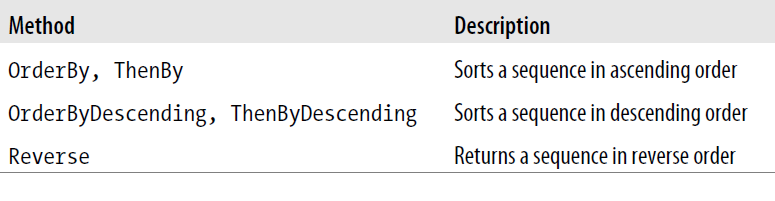 Method Description
OrderBy, ThenBy Sorts a sequence in ascending order
OrderByDescending, ThenByDescending Sorts a sequence in descending order
Reverse Returns a sequence in reverse order